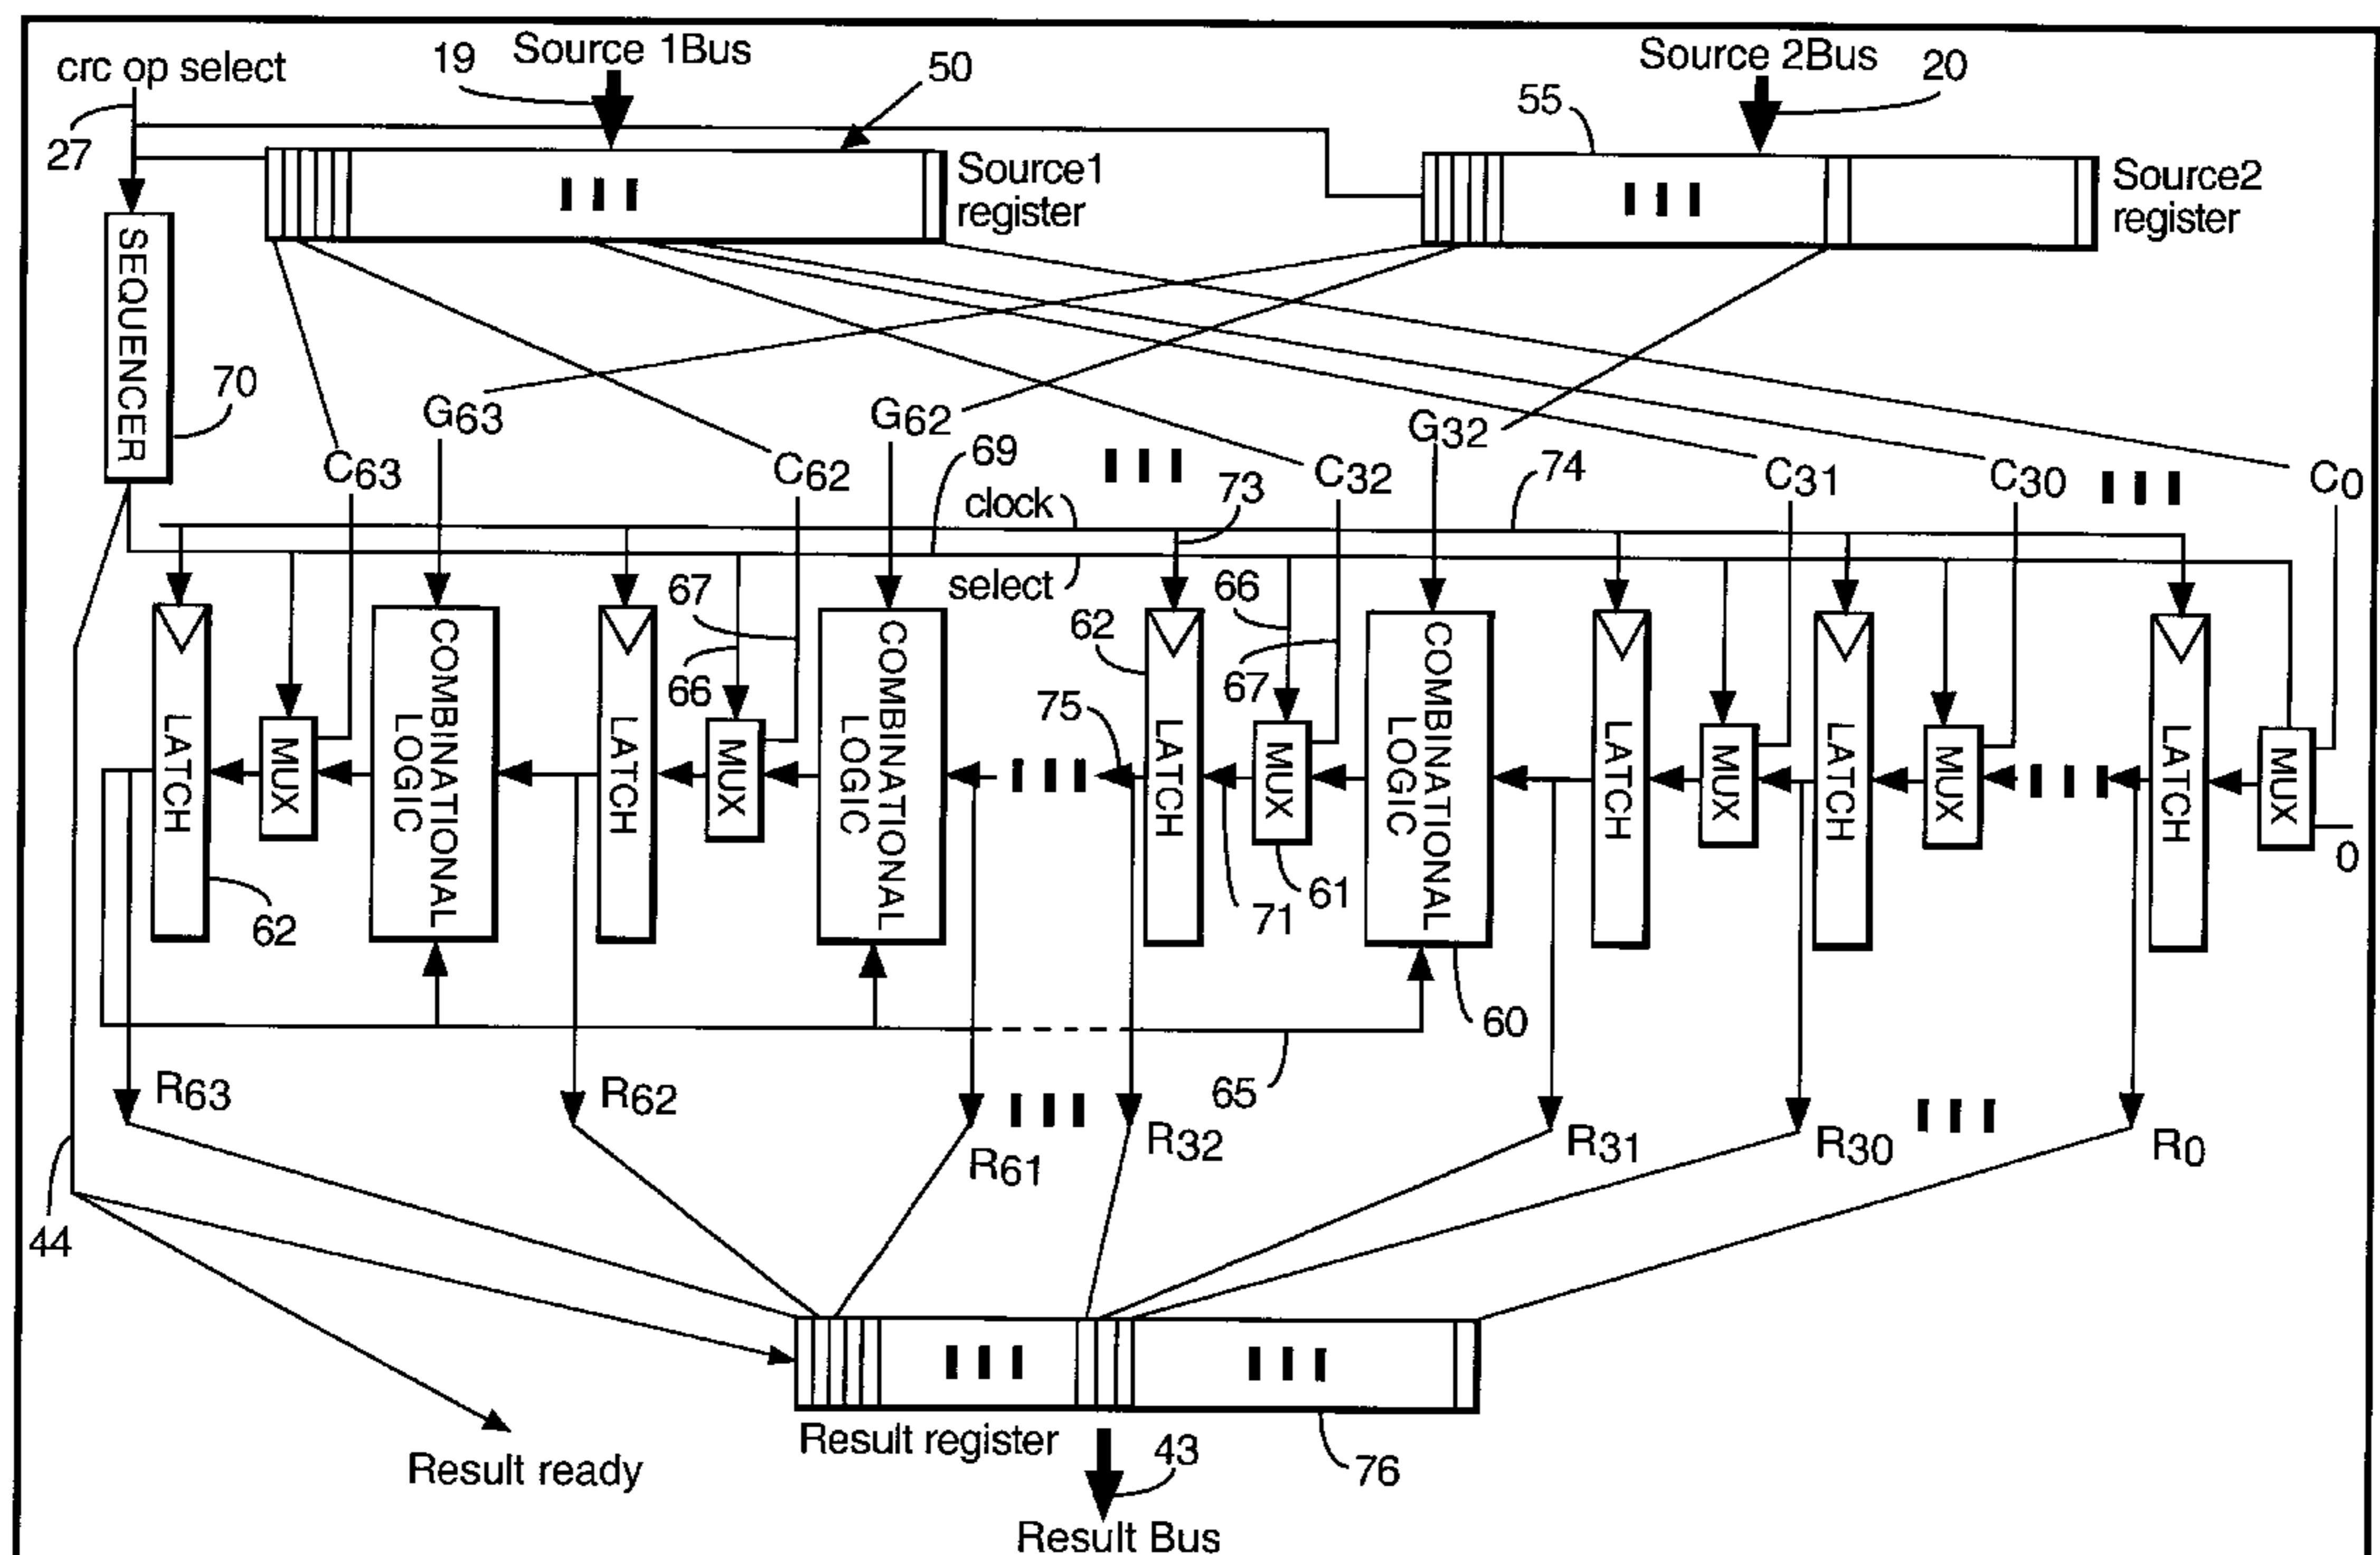 crc op select
19
Source 1Bus
50
Source 2Bus
20
55
27
Source1
register
Source2
register
SEQUENCER
70
G63
G62
G32
C63
C62
69
C32
74
C31
C30
C0
clock
73
select
67
66
62
66
67
75
LATCH
MUX
COMBINATIONAL
LOGIC
LATCH
MUX
COMBINATIONAL
LOGIC
LATCH
MUX
COMBINATIONAL
LOGIC
LATCH
MUX
LATCH
MUX
LATCH
MUX
0
62
71
61
60
65
R63
R62
R61
R32
R31
R30
R0
44
Result register
Result ready
43
76
Result Bus